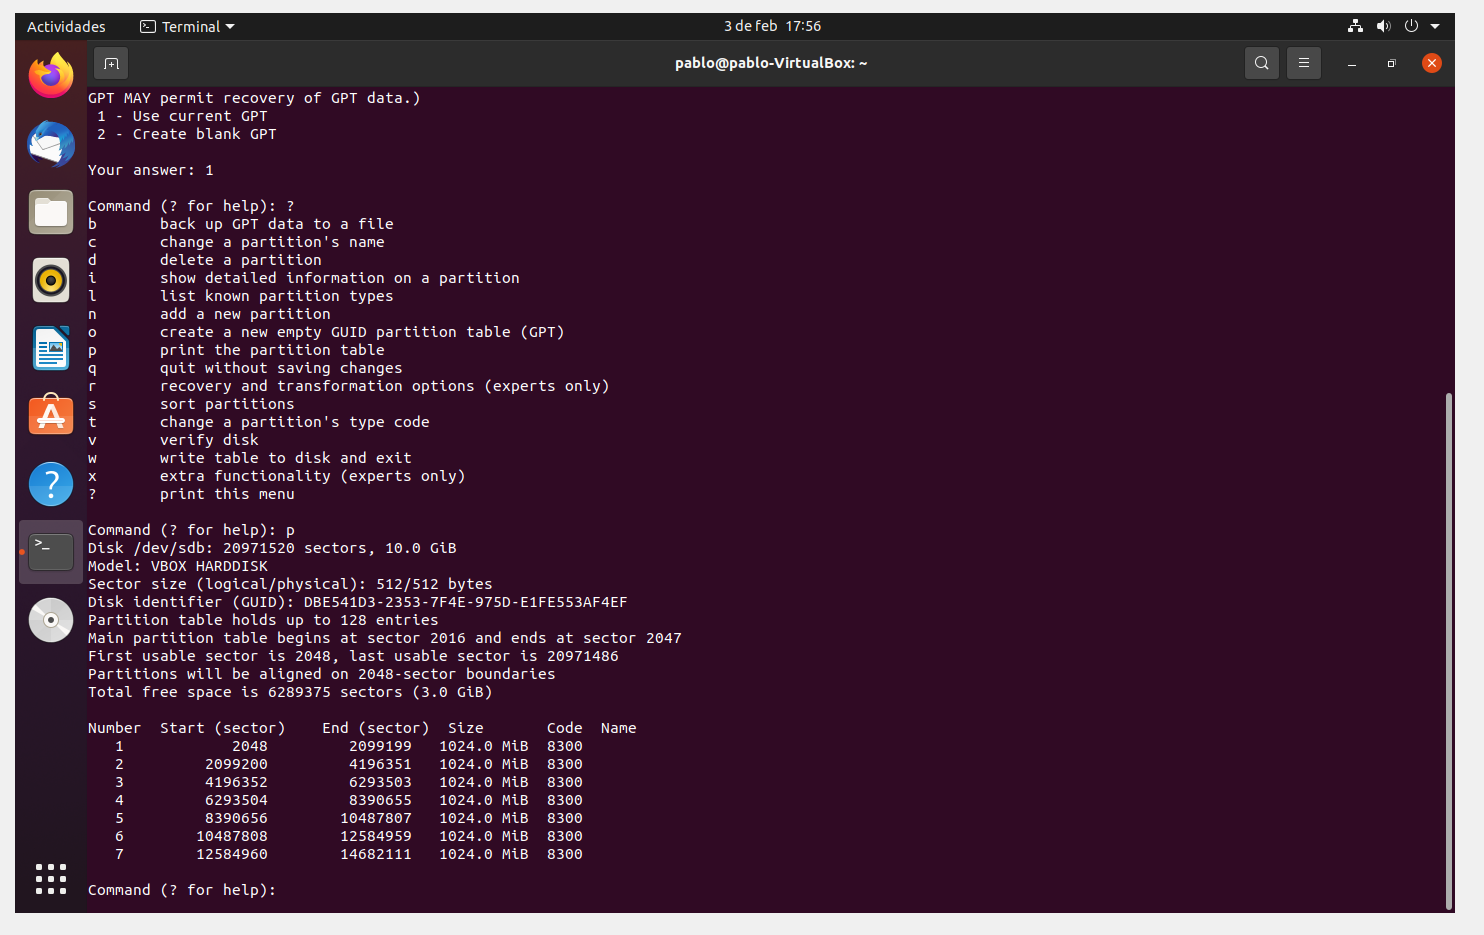 Actividades
Terminal
3 de feb 17:56
pablo@pablo-VirtualBox: ~
GPT MAY permit recovery of GPT data.)
 1 - Use current GPT
 2 - Create blank GPT
Your answer: 1
Command (? for help): ?
b       back up GPT data to a file
c       change a partition's name
d       delete a partition
i       show detailed information on a partition
l       list known partition types
n       add a new partition
o       create a new empty GUID partition table (GPT)
p       print the partition table
q       quit without saving changes
r       recovery and transformation options (experts only)
s       sort partitions
t       change a partition's type code
v       verify disk
w       write table to disk and exit
x       extra functionality (experts only)
?       print this menu
Command (? for help): p
Disk /dev/sdb: 20971520 sectors, 10.0 GiB
Model: VBOX HARDDISK
Sector size (logical/physical): 512/512 bytes
Disk identifier (GUID): DBE541D3-2353-7F4E-975D-E1FE553AF4EF
Partition table holds up to 128 entries
Main partition table begins at sector 2016 and ends at sector 2047
First usable sector is 2048, last usable sector is 20971486
Partitions will be aligned on 2048-sector boundaries
Total free space is 6289375 sectors (3.0 GiB)
Number  Start (sector)    End (sector)  Size       Code  Name
   1            2048         2099199   1024.0 MiB  8300
   2         2099200         4196351   1024.0 MiB  8300
   3         4196352         6293503   1024.0 MiB  8300
   4         6293504         8390655   1024.0 MiB  8300
   5         8390656        10487807   1024.0 MiB  8300
   6        10487808        12584959   1024.0 MiB  8300
   7        12584960        14682111   1024.0 MiB  8300
Command (? for help):